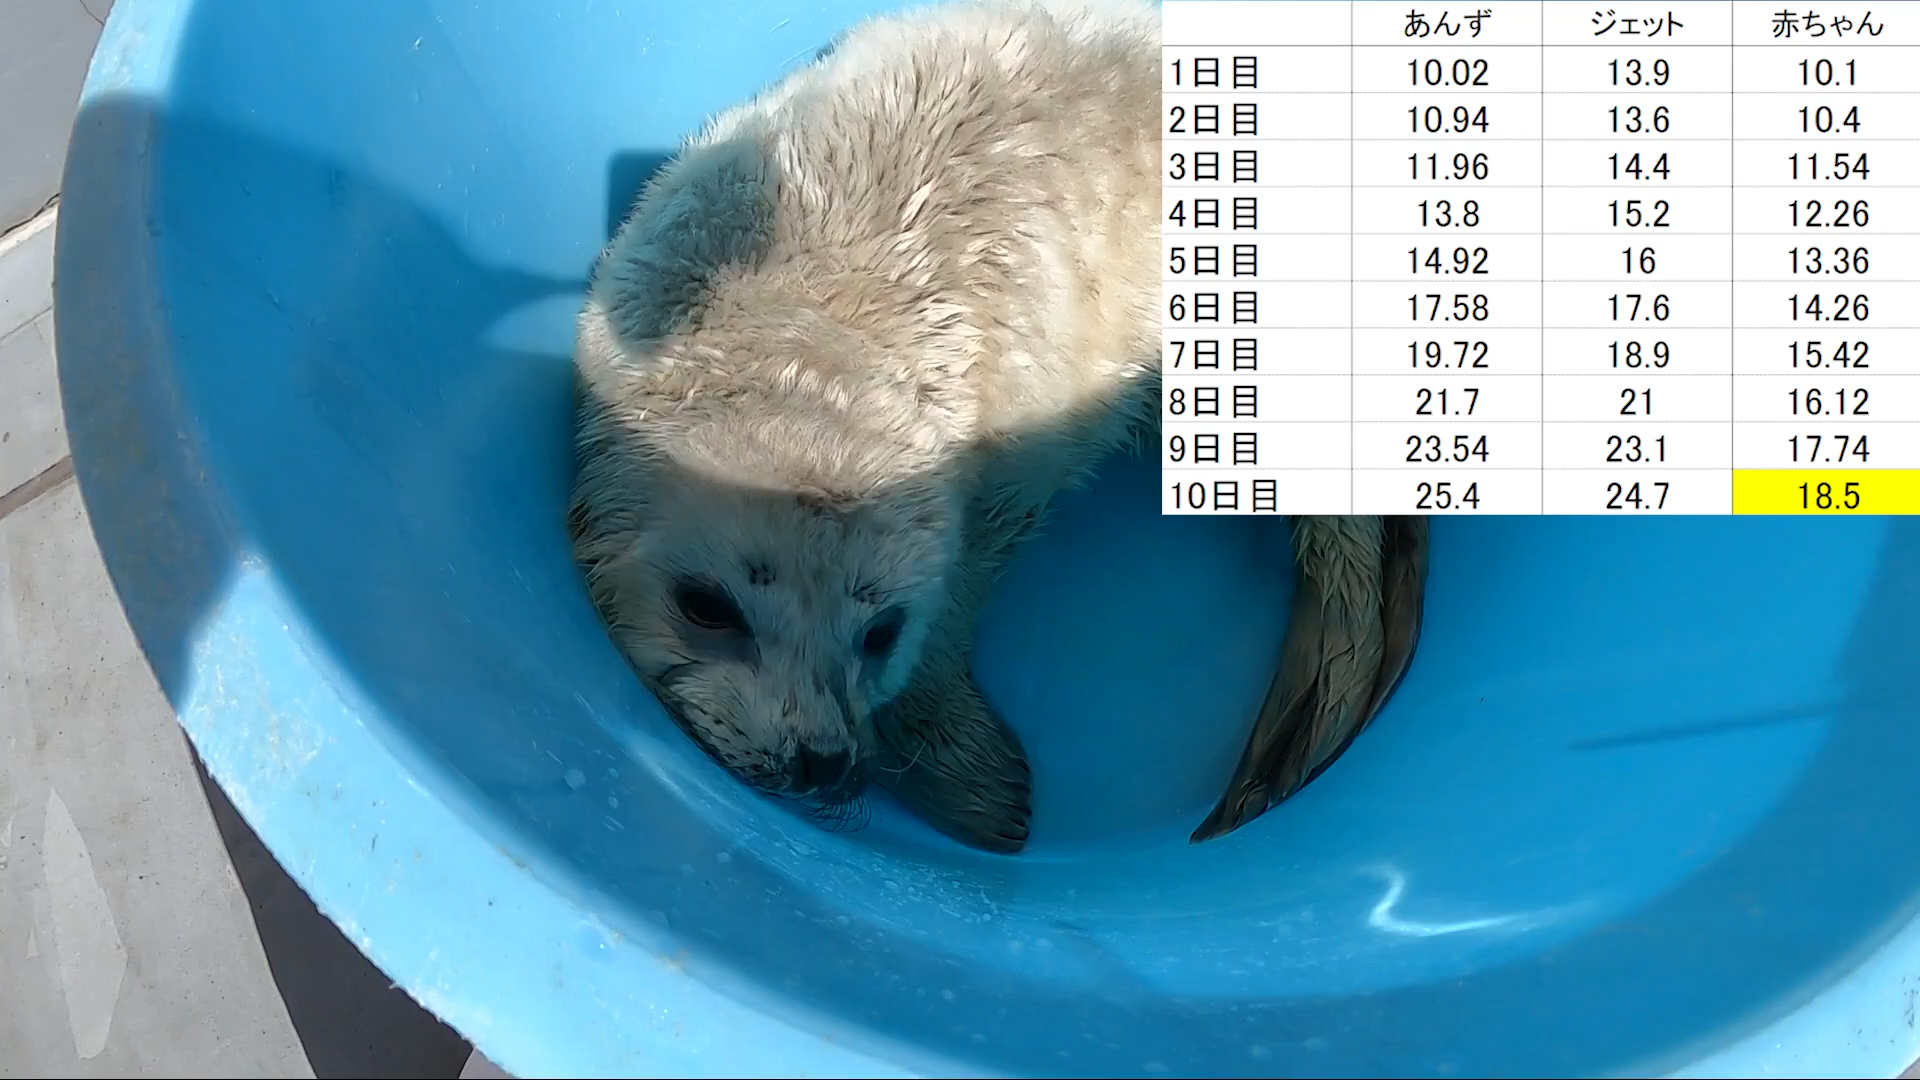 あんず ジェット 赤ちゃん
1日目 10.02 13.9 10.1
2日目 10.94 13.6 10.4
3日目 11.96 14.4 11.54
4日目 13.8 15.2 12.26
5日目 14.92 16 13.36
6日目 17.58 17.6 14.26
7日目 19.72 18.9 15.42
8日目 21.7 21 16.12
9日目 23.54 23.1 17.74
10日目 25.4 24.7 18.5